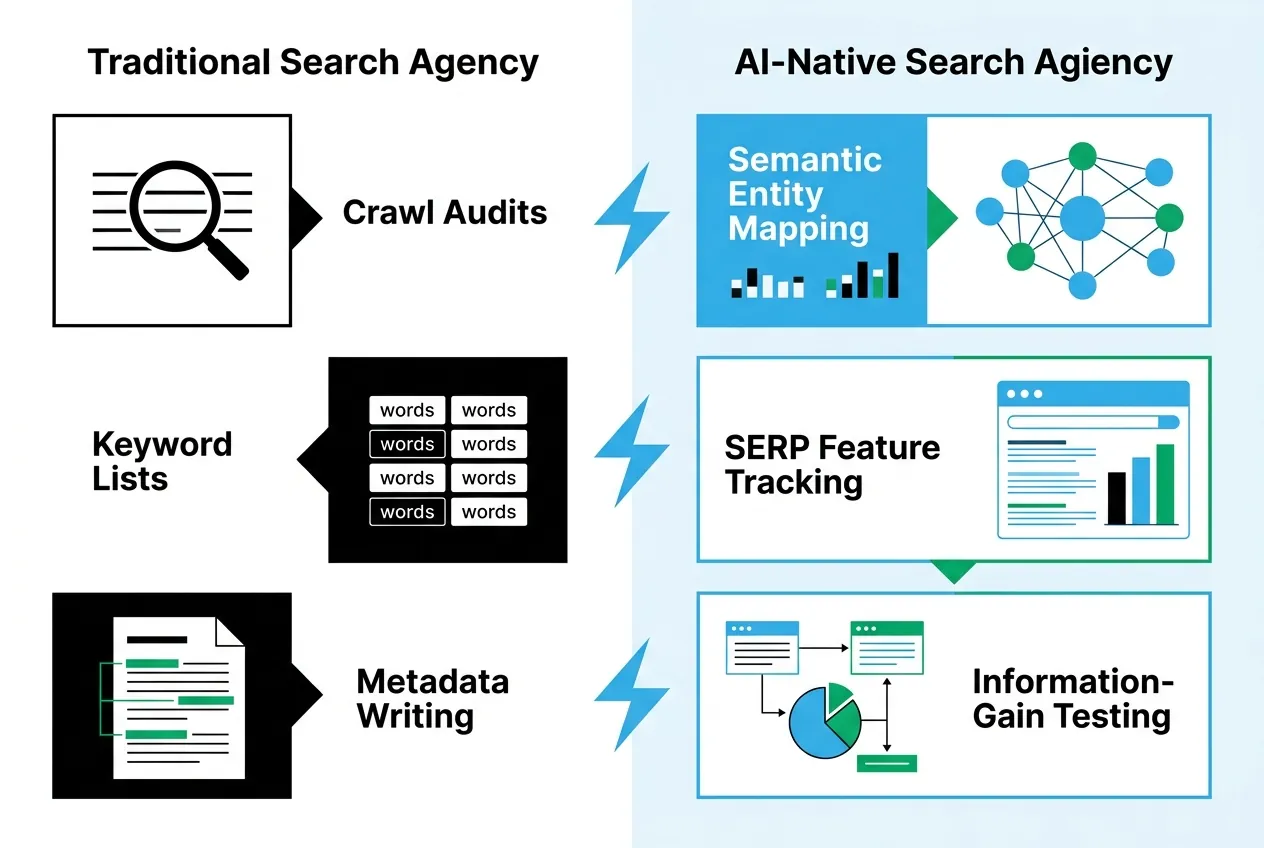 Traditional Search Agency
AI-Native Search Agiency
Crawl Audits
Semantic
Entity
Mapping
Keyword
Lists
words words
words words
words words
words words
SERP Feature
Tracking
Metadada
Writing
Information-
Gain Testing